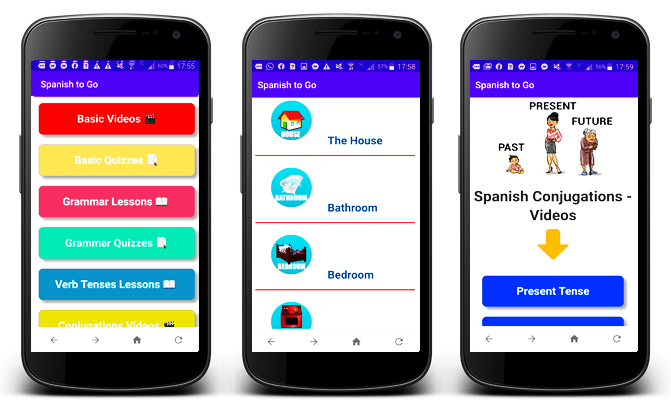 60% 17:55
Spanish to Go
Basic Videos
Basic Quizzes
Grammar Lessons
Grammar Quizzes
Verb Tenses Lessons
Conjugations Videos
57% 17:58
Spanish to Go
HOUSE
The House
BATHROOM
Bathroom
BEDROOM
Bedroom
56% 17:59
Spanish to Go
PRESENT
FUTURE
PAST
Spanish Conjugations -
Videos
Present Tense